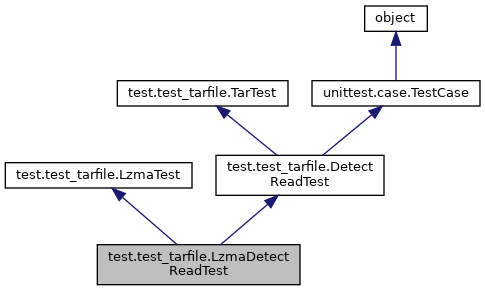 object
test.test_tarfile.TarTest
unittest.case.TestCase
test.test_tarfile.LzmaTest
test.test_tarfile.Detect
ReadTest
test.test_tarfile.LzmaDetect
ReadTest